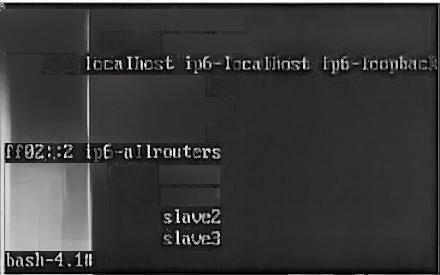 localhost ip6-localhost ip6-loopback
ff02::2 ip6-allrouters
slave2
slave3
bash-4.1#